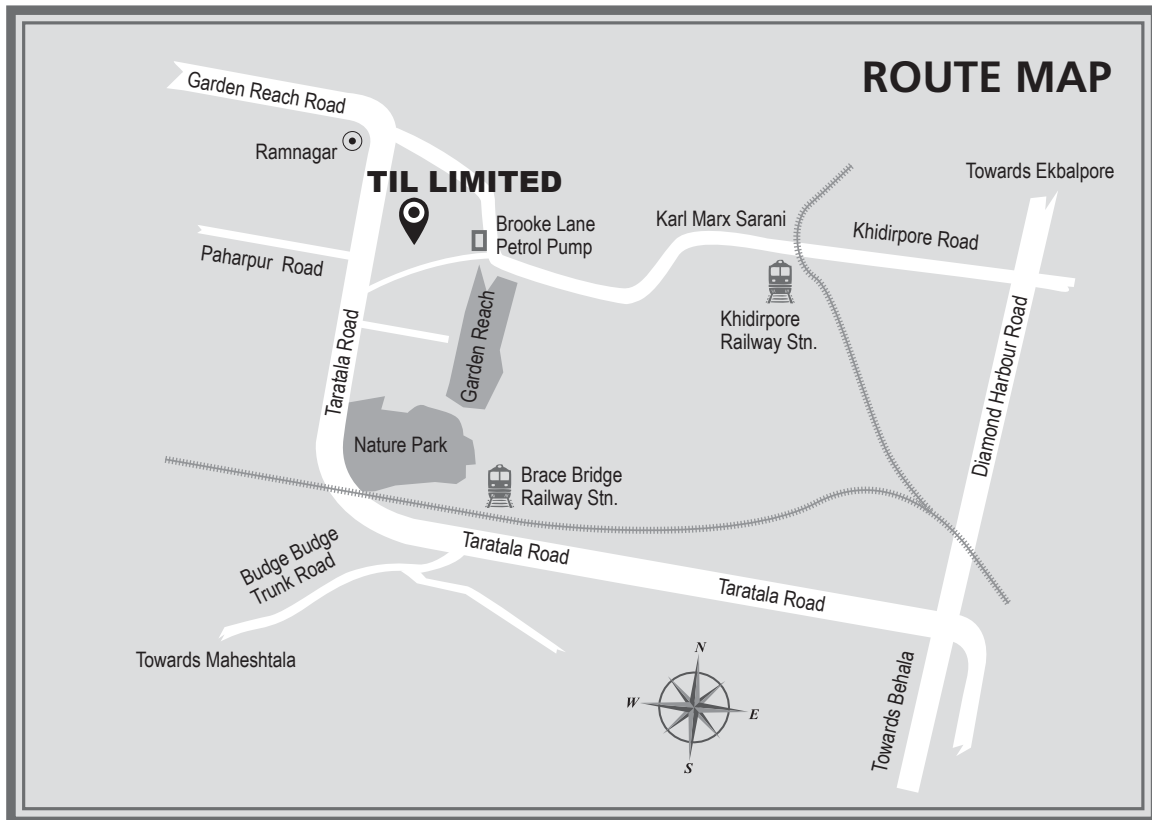 ROUTE MAP
Garden Reach Road
Ramnagar
TIL LIMITED
Towards Ekbalpore
Brooke Lane
Petrol Pump
Karl Marx Sarani
Khidirpore Road
Paharpur Road
Khidirpore
Railway Stn.
Garden Reach
Taratala Road
Diamond Harbour Road
Nature Park
Brace Bridge
Railway Stn.
Budge Budge
Trunk Road
Taratala Road
Taratala Road
Towards Maheshtala
Towards Behala
N
W
E
S